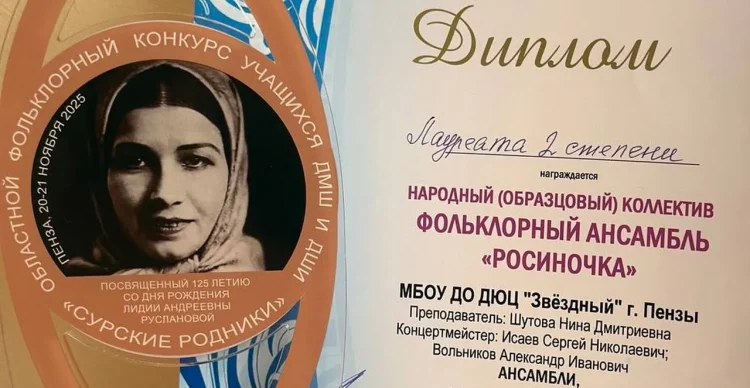 ОБЛАСТНОЙ ФОЛЬКЛОРНЫЙ КОНКУРС УЧАЩИХСЯ ДМШ И ДШИ
ПЕНЗА, 20-21 НОЯБРЯ 2025
ПОСВЯЩЕННЫЙ 125 ЛЕТИЮ
СО ДНЯ РОЖДЕНИЯ
ЛИДИИ АНДРЕЕВНЫ
РУСЛАНОВОЙ
«СУРСКИЕ РОДНИКИ»
Диплом
Лауреата 2 степени
награждается
НАРОДНЫЙ (ОБРАЗЦОВЫЙ) КОЛЛЕКТИВ
ФОЛЬКЛОРНЫЙ АНСАМБЛЬ
«РОСИНОЧКА»
МБОУ ДО ДЮЦ "Звёздный" г. Пензы
Преподаватель: Шутова Нина Дмитриевна
Концертмейстер: Исаев Сергей Николаевич;
Вольников Александр Иванович
АНСАМБЛИ,